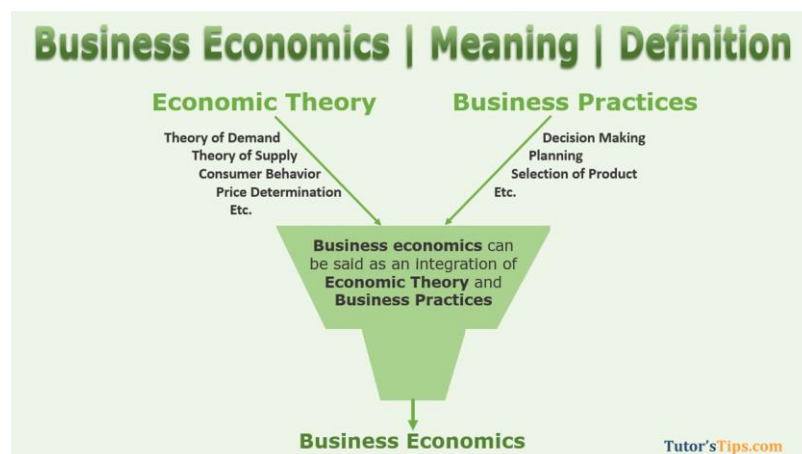 Business Economics | Meaning | Definition
Economic Theory
Theory of Demand
Theory of Supply
Consumer Behavior
Price Determination
Etc.
Business Practices
Decision Making
Planning
Selection of Product
Etc.
Business economics can
be said as an integration of
Economic Theory and
Business Practices
Business Economics
Tutor'sTips.com